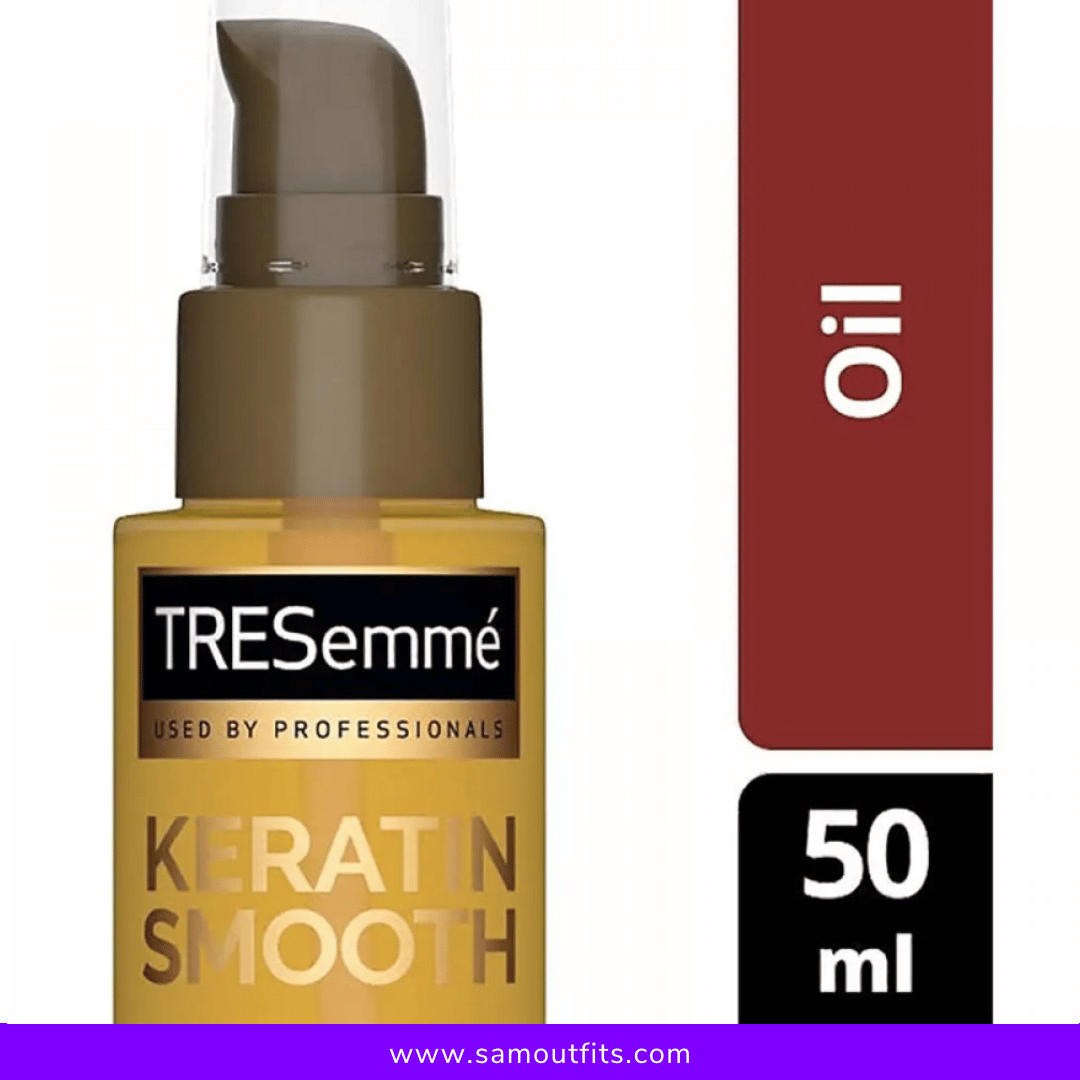 TRESemmé
USED BY PROFESSIONALS
KERATIN
SMOOTH
Oil
50
ml
www.samoutfits.com